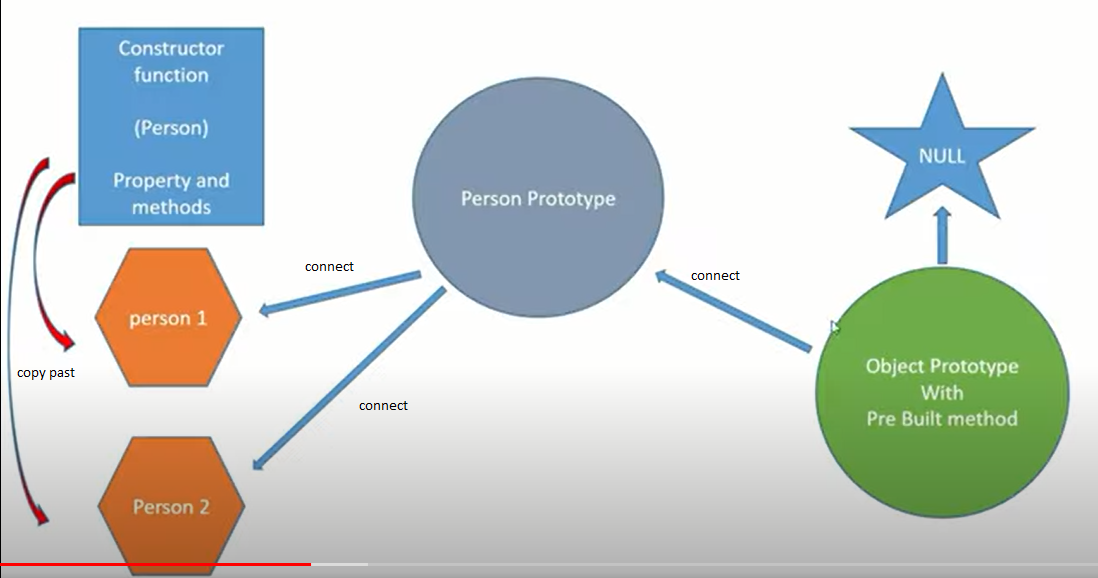 Constructor
function
(Person)
Property and
methods
person 1
copy past
Person 2
connect
connect
Person Prototype
connect
NULL
Object Prototype
With
Pre Built method